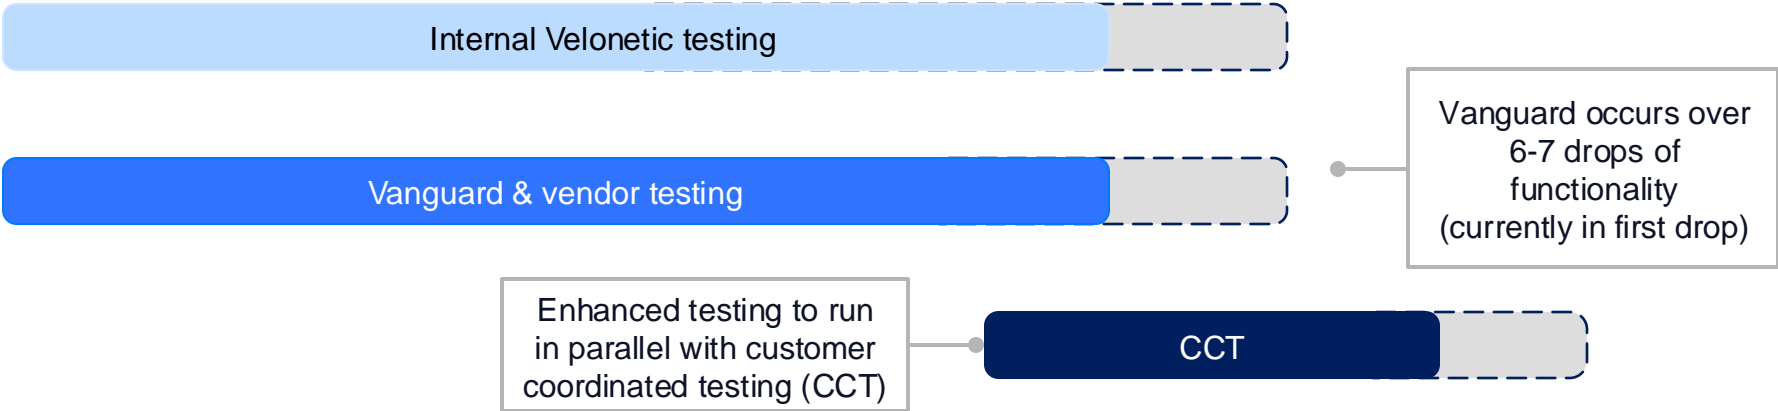 Internal Velonetic testing
Vanguard occurs over
6-7 drops of
functionality
(currently in first drop)
Vanguard & vendor testing
Enhanced testing to run
in parallel with customer
coordinated testing (CCT)
CCT